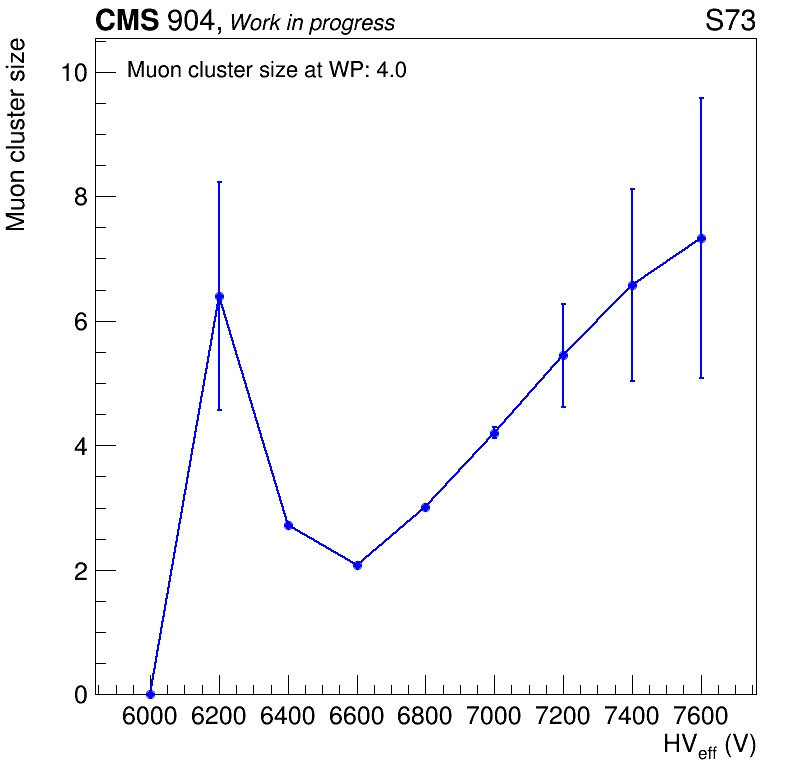 CMS 904, Work in progress S73
Muon cluster size
Muon cluster size at WP: 4.0
10
8
6
4
2
0
6000 6200 6400 6600 6800 7000 7200 7400 7600
HV_eff (V)